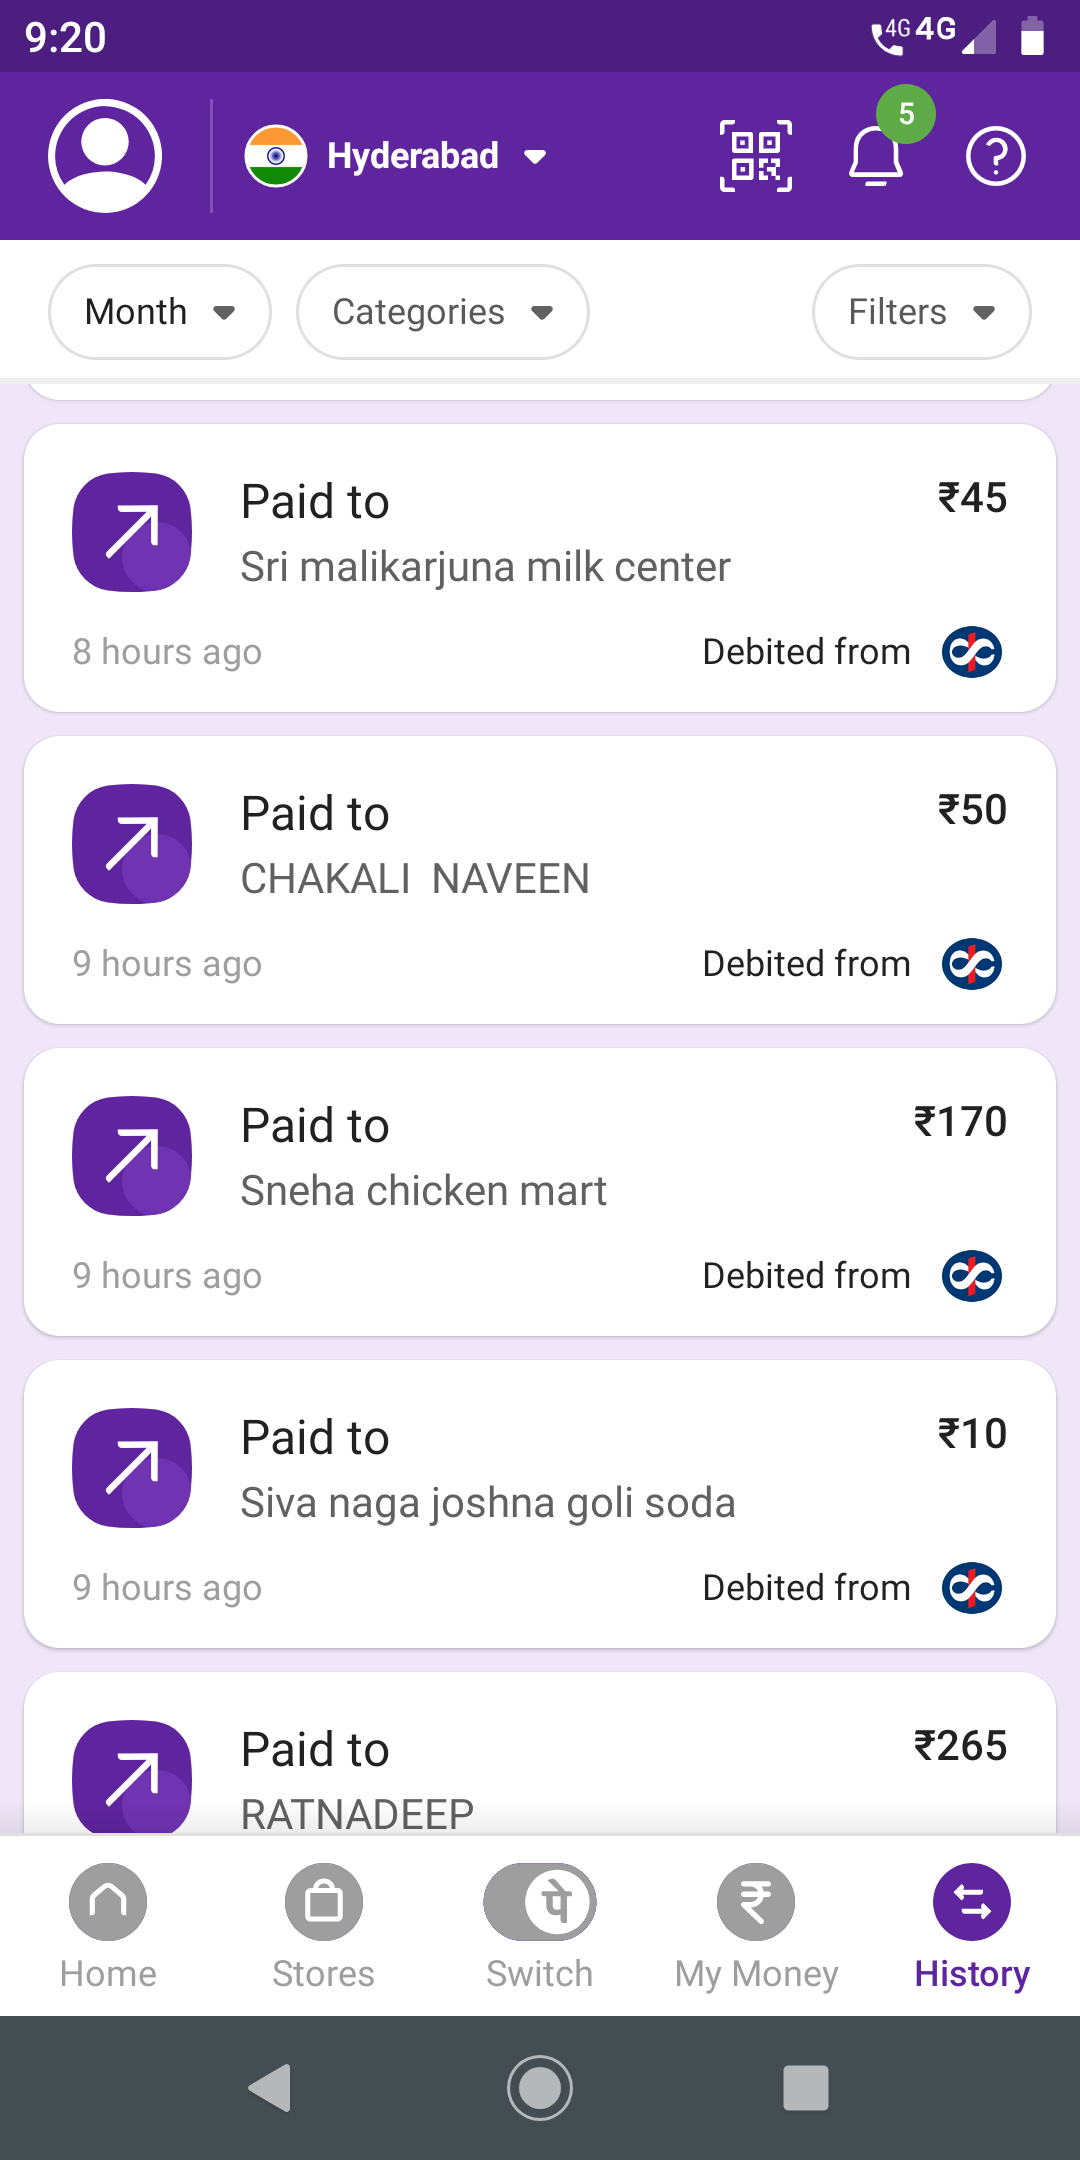 9:20
4G 4G
Hyderabad
5
Month
Categories
Filters
Paid to
₹45
Sri malikarjuna milk center
8 hours ago
Debited from
Paid to
₹50
CHAKALI NAVEEN
9 hours ago
Debited from
Paid to
₹170
Sneha chicken mart
9 hours ago
Debited from
Paid to
₹10
Siva naga joshna goli soda
9 hours ago
Debited from
Paid to
₹265
RATNADEEP
पे
₹
Home
Stores
Switch
My Money
History